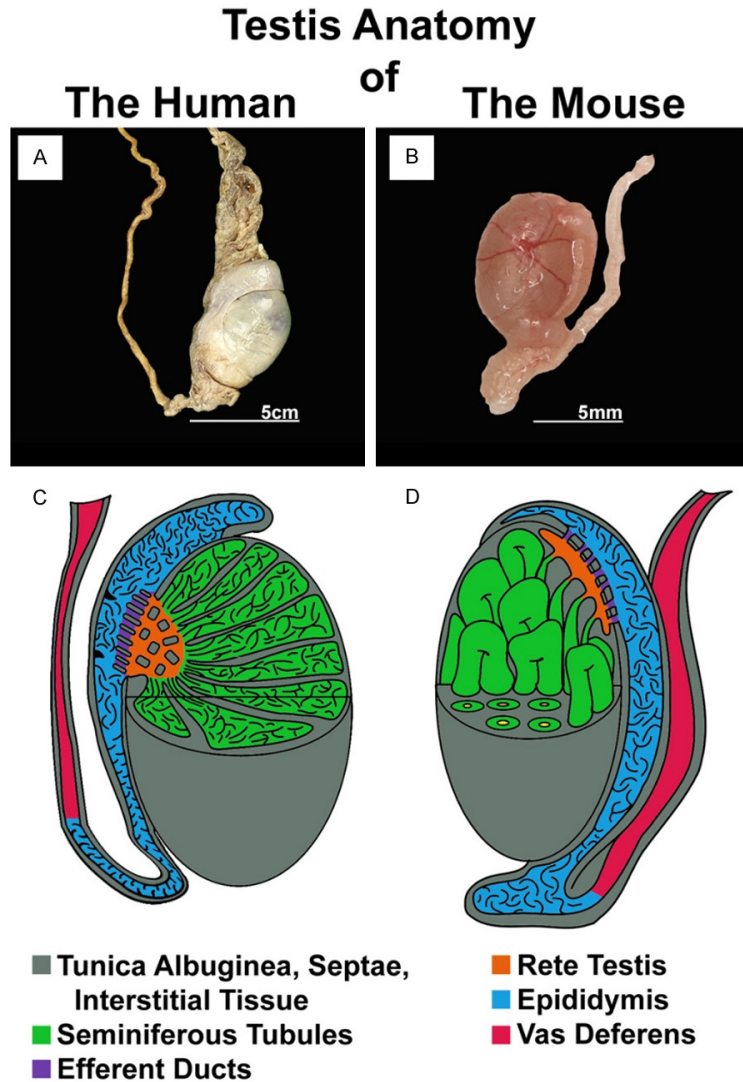 Testis Anatomy
of
The Human
The Mouse
A
B
5cm
5mm
C
D
Tunica Albuginea, Septae,
Interstitial Tissue
Seminiferous Tubules
Efferent Ducts
Rete Testis
Epididymis
Vas Deferens